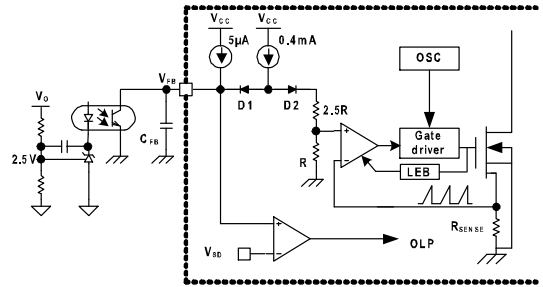 Vcc Vcc
5μA 0.4mA
OSC
VFB
Vo
D1 D2
2.5R
CFB
Gate
driver
R
2.5V
LEB
RSENSE
VSD
OLP